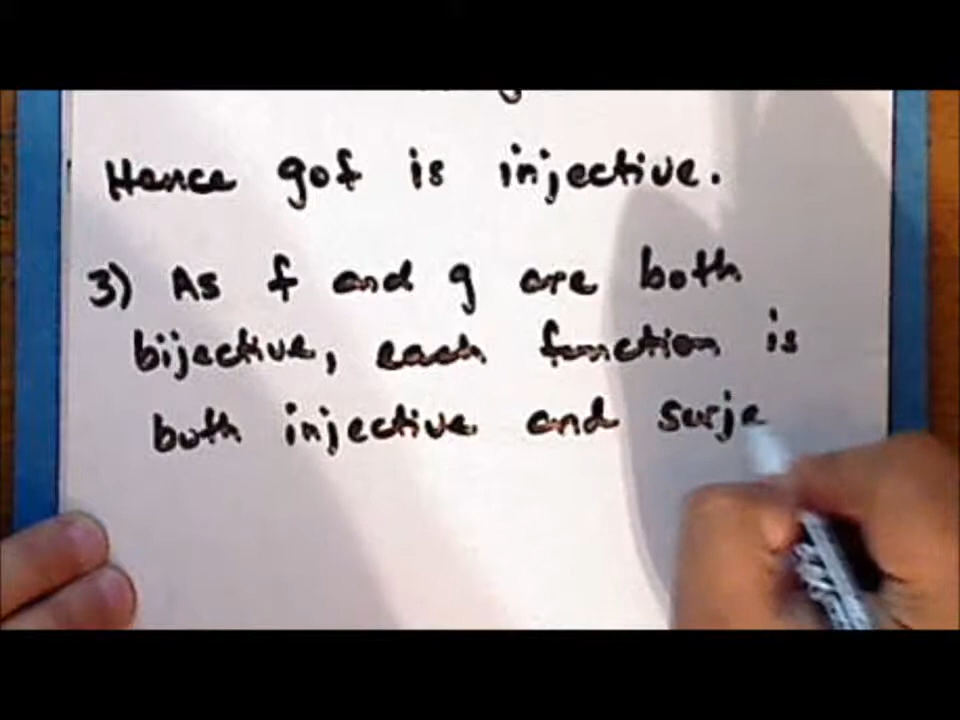 Hence gof is injective.
3) As f and g are both
bijective, each function is
both injective and surje